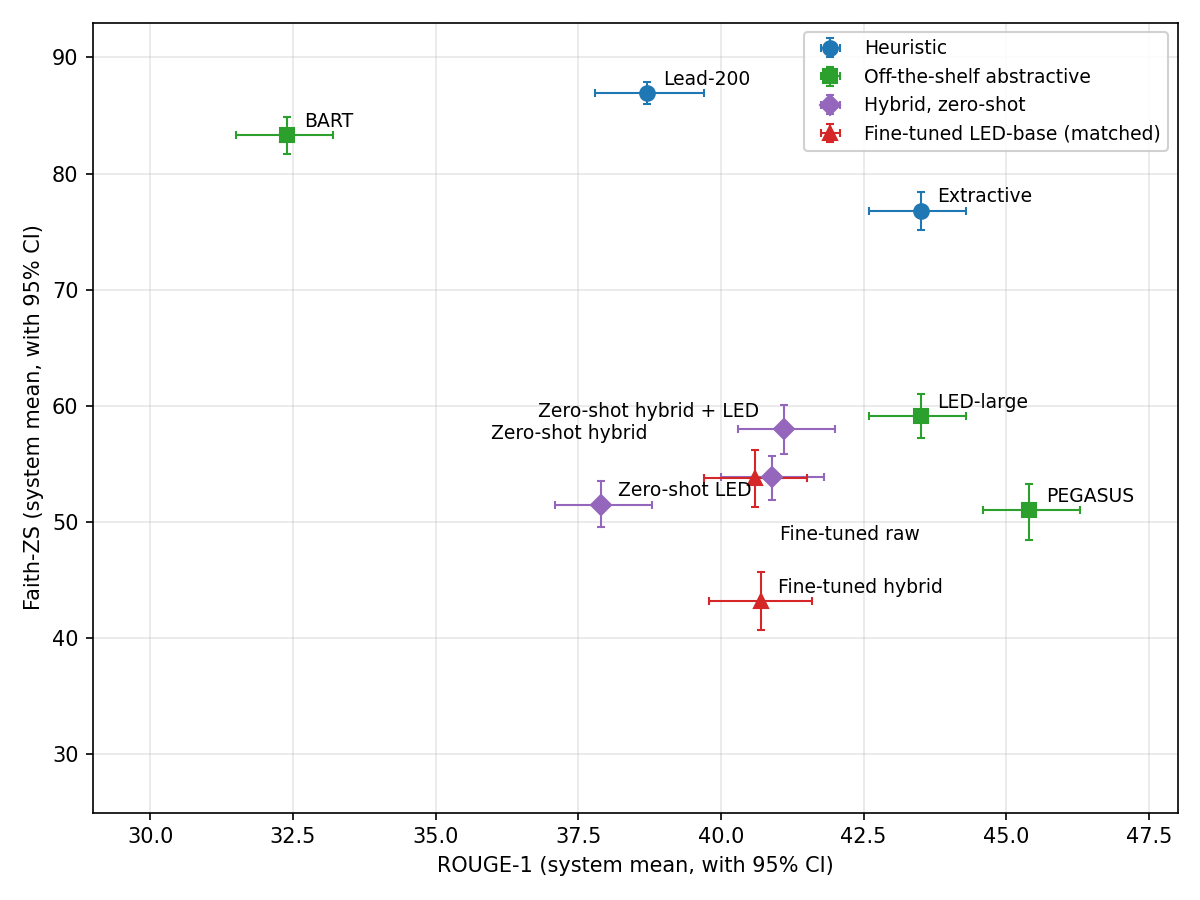 90
80
70
60
50
40
30
Faith-ZS (system mean, with 95% CI)
Heuristic
Off-the-shelf abstractive
Hybrid, zero-shot
Fine-tuned LED-base (matched)
Lead-200
BART
Extractive
LED-large
Zero-shot hybrid + LED
Zero-shot hybrid
Zero-shot LED
PEGASUS
Fine-tuned raw
Fine-tuned hybrid
30.0 32.5 35.0 37.5 40.0 42.5 45.0 47.5
ROUGE-1 (system mean, with 95% CI)